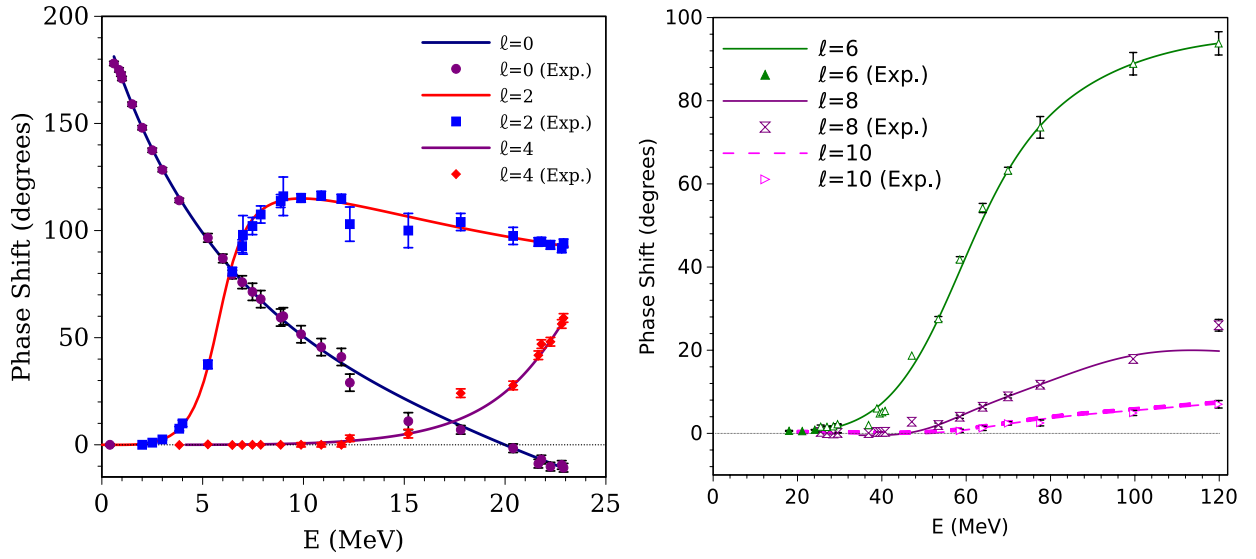 200
150
100
50
0
Phase Shift (degrees)
0
5
10
15
20
25
E (MeV)
ℓ=0
ℓ=0 (Exp.)
ℓ=2
ℓ=2 (Exp.)
ℓ=4
ℓ=4 (Exp.)
100
80
60
40
20
0
Phase Shift (degrees)
0
20
40
60
80
100
120
E (MeV)
ℓ=6
ℓ=6 (Exp.)
ℓ=8
ℓ=8 (Exp.)
ℓ=10
ℓ=10 (Exp.)